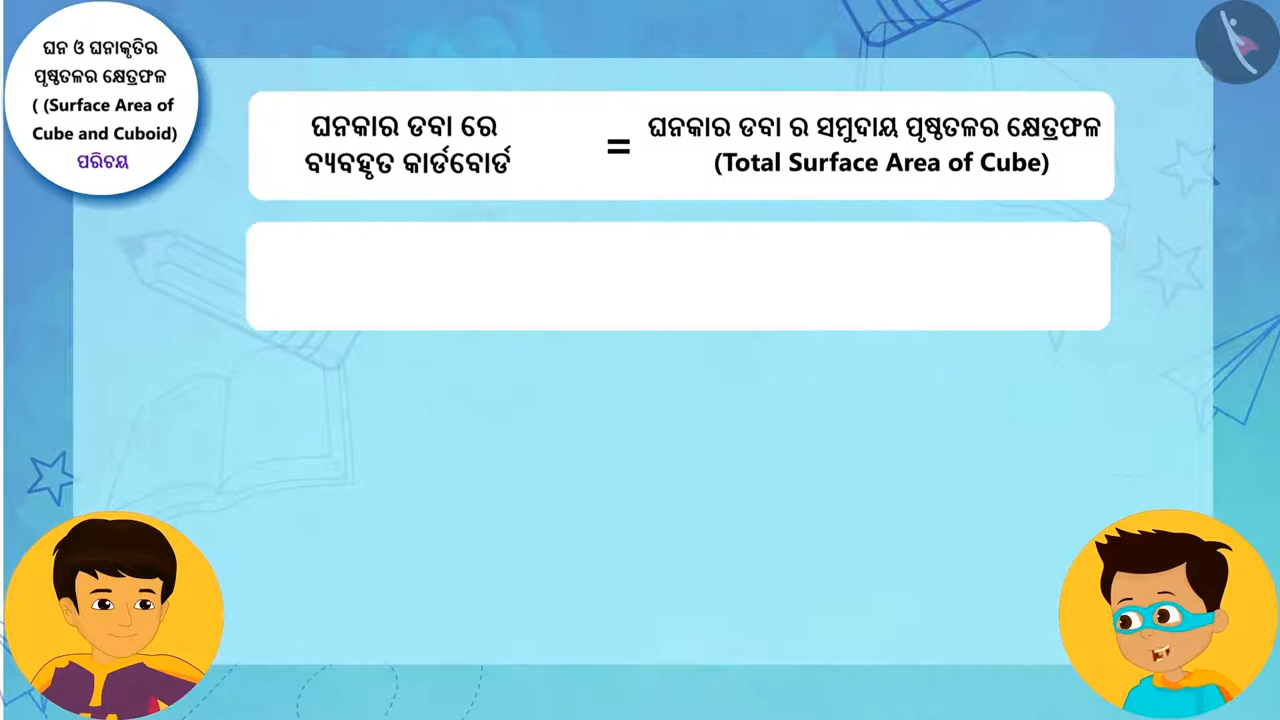 ଘନ ଓ ଘନାକୃତିର
ପୃଷ୍ଠତଳର କ୍ଷେତ୍ରଫଳ
( (Surface Area of
Cube and Cuboid)
ପରିଚୟ
ଘନକାର ଡବା ରେ
ବ୍ୟବହୃତ କାର୍ଡବୋର୍ଡ
=
ଘନକାର ଡବା ର ସମୁଦାୟ ପୃଷ୍ଠତଳର କ୍ଷେତ୍ରଫଳ
(Total Surface Area of Cube)